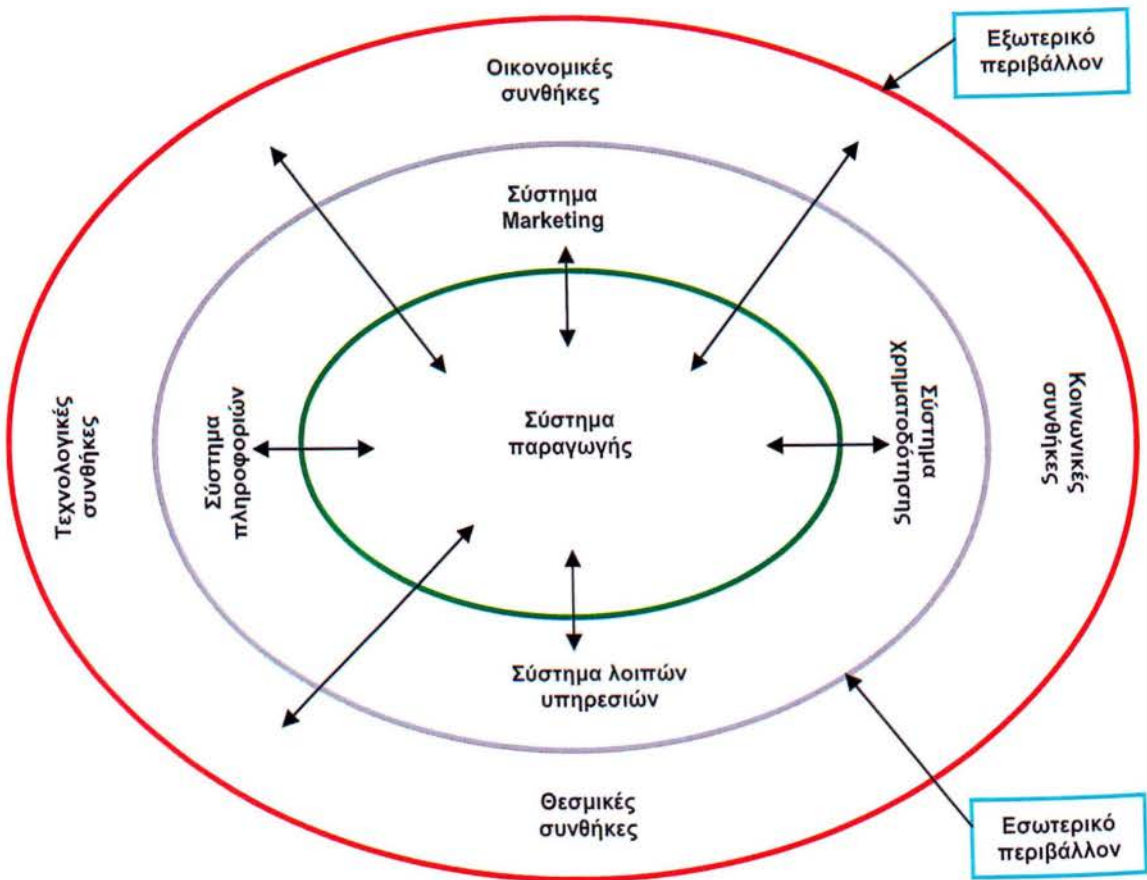 Εξωτερικό
περιβάλλον
Οικονομικές
συνθήκες
Σύστημα
Marketing
Τεχνολογικές
συνθήκες
Σύστημα
πληροφοριών
Σύστημα
παραγωγής
Σύστημα
Χρηματοδότησης
Κοινωνικές
συνθήκες
Σύστημα λοιπών
υπηρεσιών
Θεσμικές
συνθήκες
Εσωτερικό
περιβάλλον